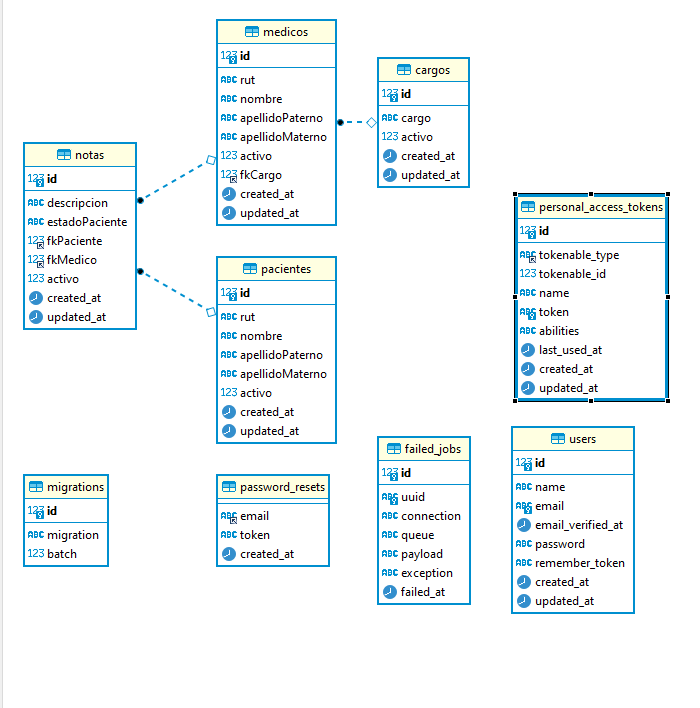 medicos
123 id
ABC rut
ABC nombre
ABC apellidoPaterno
ABC apellidoMaterno
123 activo
123 fkCargo
created_at
updated_at
cargos
123 id
ABC cargo
123 activo
created_at
updated_at
notas
123 id
ABC descripcion
ABC estadoPaciente
123 fkPaciente
123 fkMedico
123 activo
created_at
updated_at
pacientes
123 id
ABC rut
ABC nombre
ABC apellidoPaterno
ABC apellidoMaterno
123 activo
created_at
updated_at
personal_access_tokens
123 id
ABC tokenable_type
123 tokenable_id
ABC name
ABC token
ABC abilities
last_used_at
created_at
updated_at
migrations
123 id
ABC migration
123 batch
password_resets
ABC email
ABC token
created_at
failed_jobs
123 id
ABC uuid
ABC connection
ABC queue
ABC payload
ABC exception
failed_at
users
123 id
ABC name
ABC email
email_verified_at
ABC password
ABC remember_token
created_at
updated_at